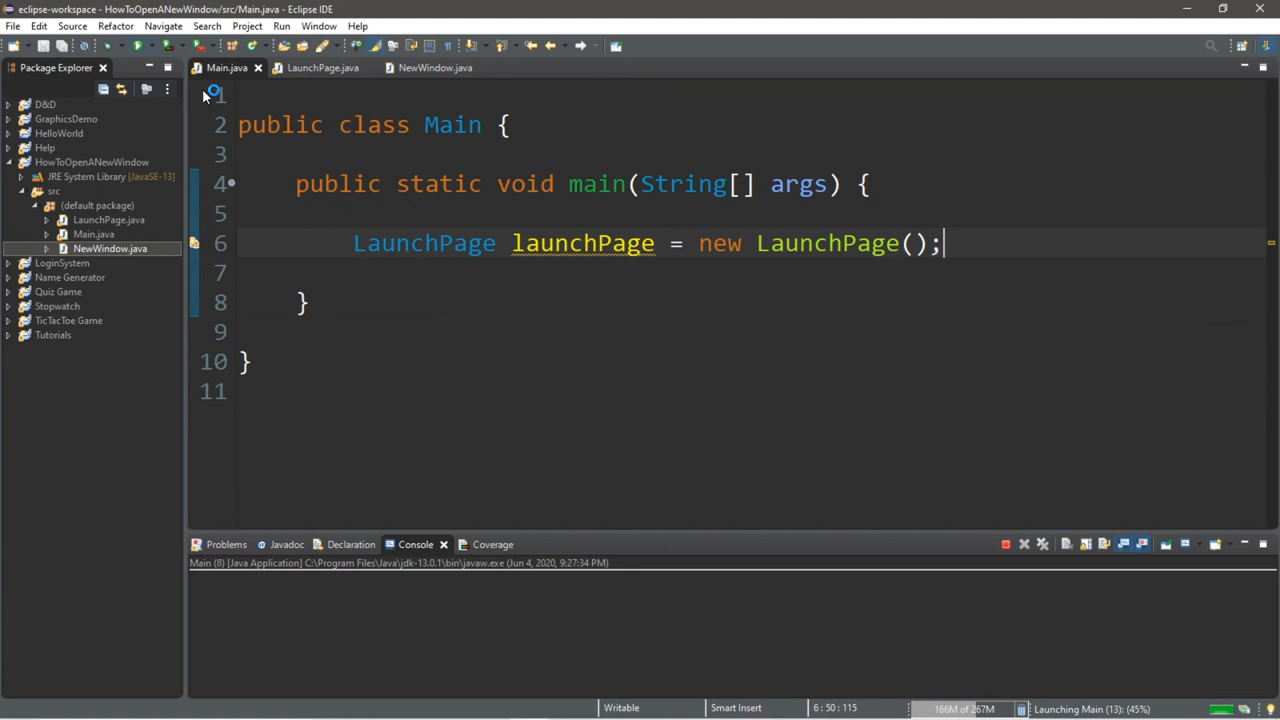 eclipse-workspace - HowToOpenANewWindow/src/Main.java - Eclipse IDE
File Edit Source Refactor Navigate Search Project Run Window Help
Package Explorer
Main.java LaunchPage.java NewWindow.java
D&D
GraphicsDemo
HelloWorld
Help
HowToOpenANewWindow
JRE System Library [JavaSE-13]
src
(default package)
LaunchPage.java
Main.java
NewWindow.java
LoginSystem
Name Generator
Quiz Game
Stopwatch
TicTacToe Game
Tutorials
1
2 public class Main {
3
4 public static void main(String[] args) {
5
6 LaunchPage launchPage = new LaunchPage();
7
8 }
9
10 }
11
Problems Javadoc Declaration Console Coverage
Main (8) [Java Application] C:\Program Files\Java\jdk-13.0.1\bin\javaw.exe (Jun 4, 2020, 9:27:34 PM)
Writable Smart Insert 6 : 50 : 115 166M of 267M Launching Main (13): (45%)